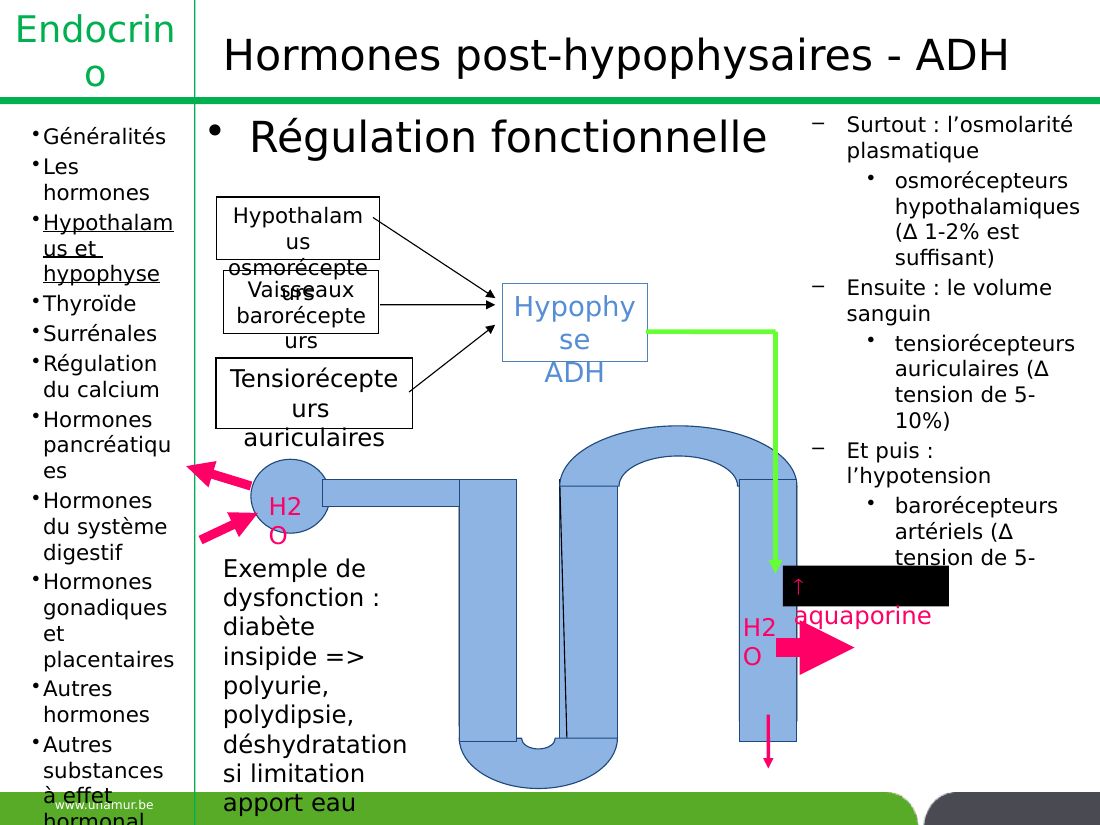 Endocrin
o
Hormones post-hypophysaires - ADH
•Généralités
•Les
hormones
•Hypothalam
us et
hypophyse
•Thyroïde
•Surrénales
•Régulation
du calcium
•Hormones
pancréatiqu
es
•Hormones
du système
digestif
•Hormones
gonadiques
et
placentaires
•Autres
hormones
•Autres
substances
à effet
hormonal
• Régulation fonctionnelle
Hypothalam
us
osmorécepte
urs
Vaisseaux
barorécepte
urs
Tensiorécepte
urs
auriculaires
Hypophy
se
ADH
H2
O
Exemple de
dysfonction :
diabète
insipide =>
polyurie,
polydipsie,
déshydratation
si limitation
apport eau
– Surtout : l’osmolarité
plasmatique
• osmorécepteurs
hypothalamiques
(Δ 1-2% est
suffisant)
– Ensuite : le volume
sanguin
• tensiorécepteurs
auriculaires (Δ
tension de 5-
10%)
– Et puis :
l’hypotension
• barorécepteurs
artériels (Δ
tension de 5-
↑
aquaporine
H2
O
www.unamur.be